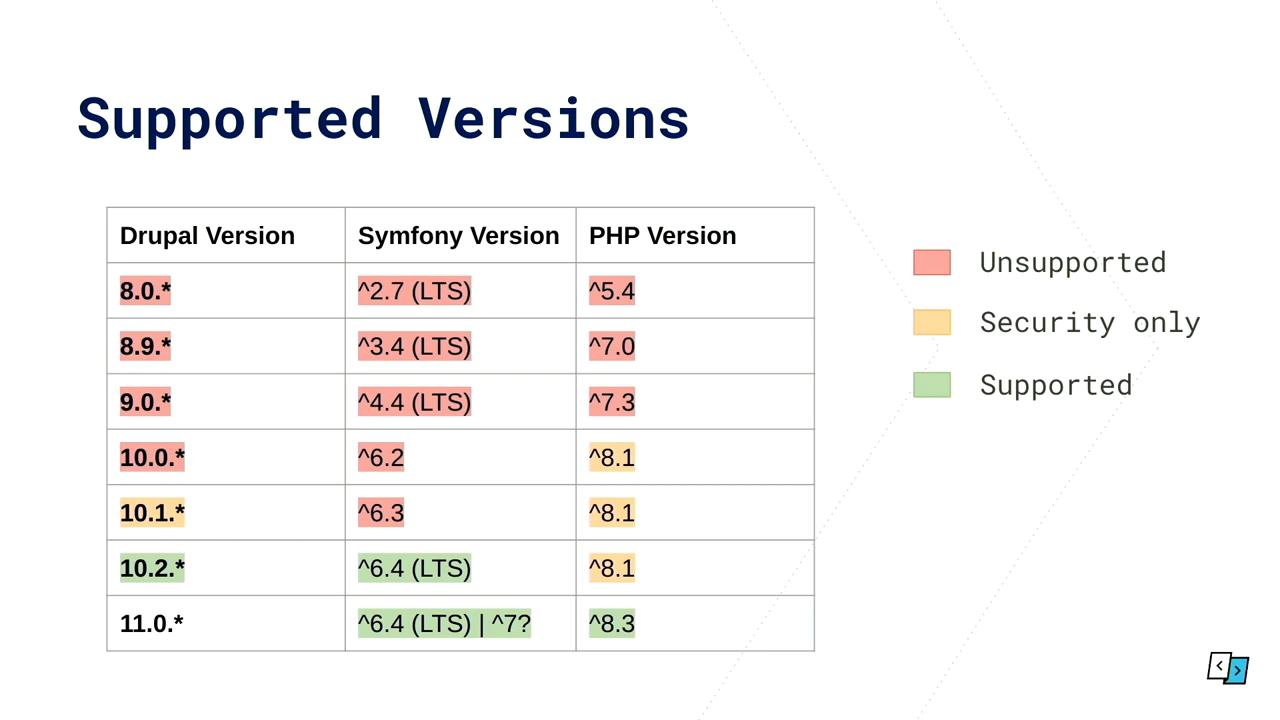 Supported Versions
Drupal Version Symfony Version PHP Version
8.0.* ^2.7 (LTS) ^5.4
8.9.* ^3.4 (LTS) ^7.0
9.0.* ^4.4 (LTS) ^7.3
10.0.* ^6.2 ^8.1
10.1.* ^6.3 ^8.1
10.2.* ^6.4 (LTS) ^8.1
11.0.* ^6.4 (LTS) | ^7? ^8.3
Unsupported
Security only
Supported